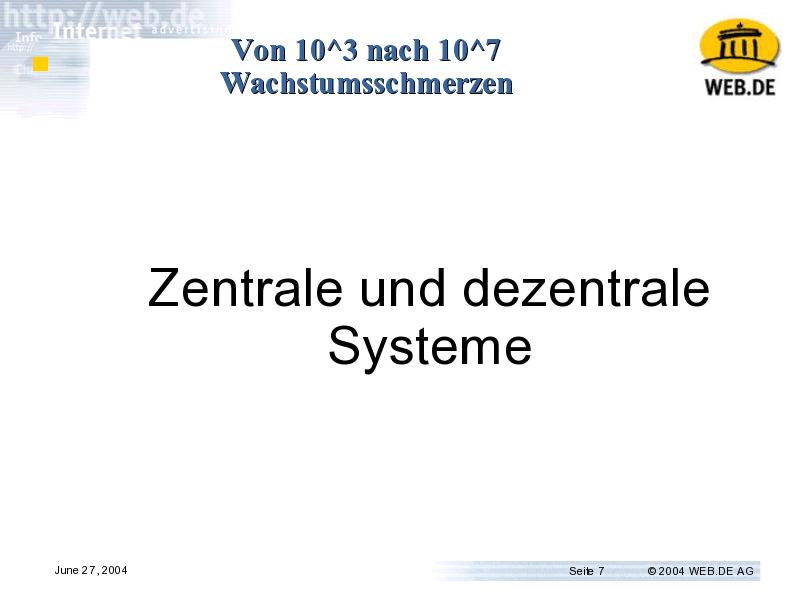 http://web.de
Internet advertising
Info
http://
Von 10^3 nach 10^7
Wachstumsschmerzen
WEB.DE
Zentrale und dezentrale
Systeme
June 27, 2004
Seite 7
© 2004 WEB.DE AG